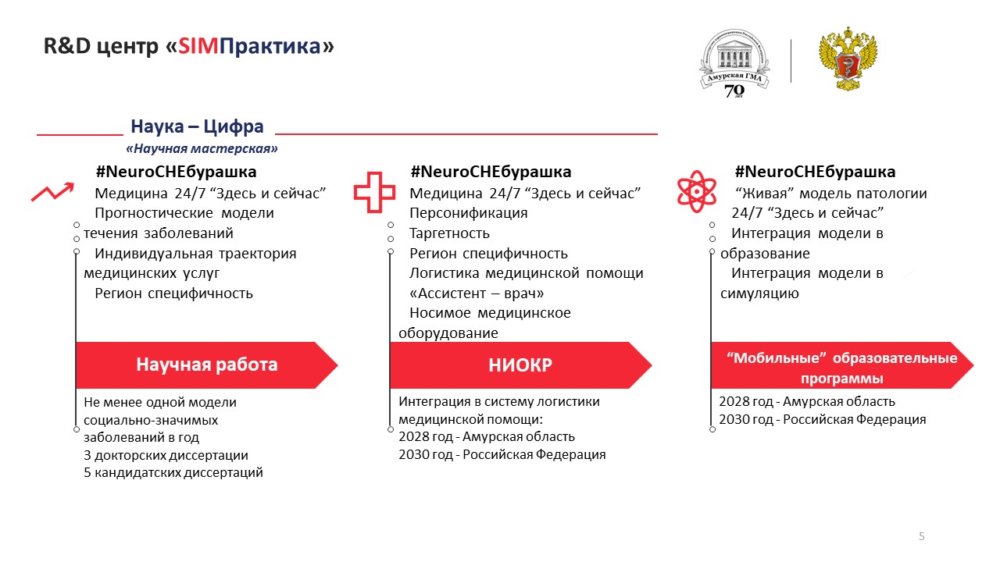 R&D центр «SIMПрактика»
Амурская ГМА
70
лет
Наука – Цифра
«Научная мастерская»
#NeuroCHEбурашка
Медицина 24/7 “Здесь и сейчас”
Прогностические модели
течения заболеваний
Индивидуальная траектория
медицинских услуг
Регион специфичность
Научная работа
Не менее одной модели
социально-значимых
заболеваний в год
3 докторских диссертации
5 кандидатских диссертаций
#NeuroCHEбурашка
Медицина 24/7 “Здесь и сейчас”
Персонификация
Таргетность
Регион специфичность
Логистика медицинской помощи
«Ассистент – врач»
Носимое медицинское
оборудование
НИОКР
Интеграция в систему логистики
медицинской помощи:
2028 год - Амурская область
2030 год - Российская Федерация
#NeuroCHEбурашка
“Живая” модель патологии
24/7 “Здесь и сейчас”
Интеграция модели в
образование
Интеграция модели в
симуляцию
“Мобильные” образовательные
программы
2028 год - Амурская область
2030 год - Российская Федерация
5